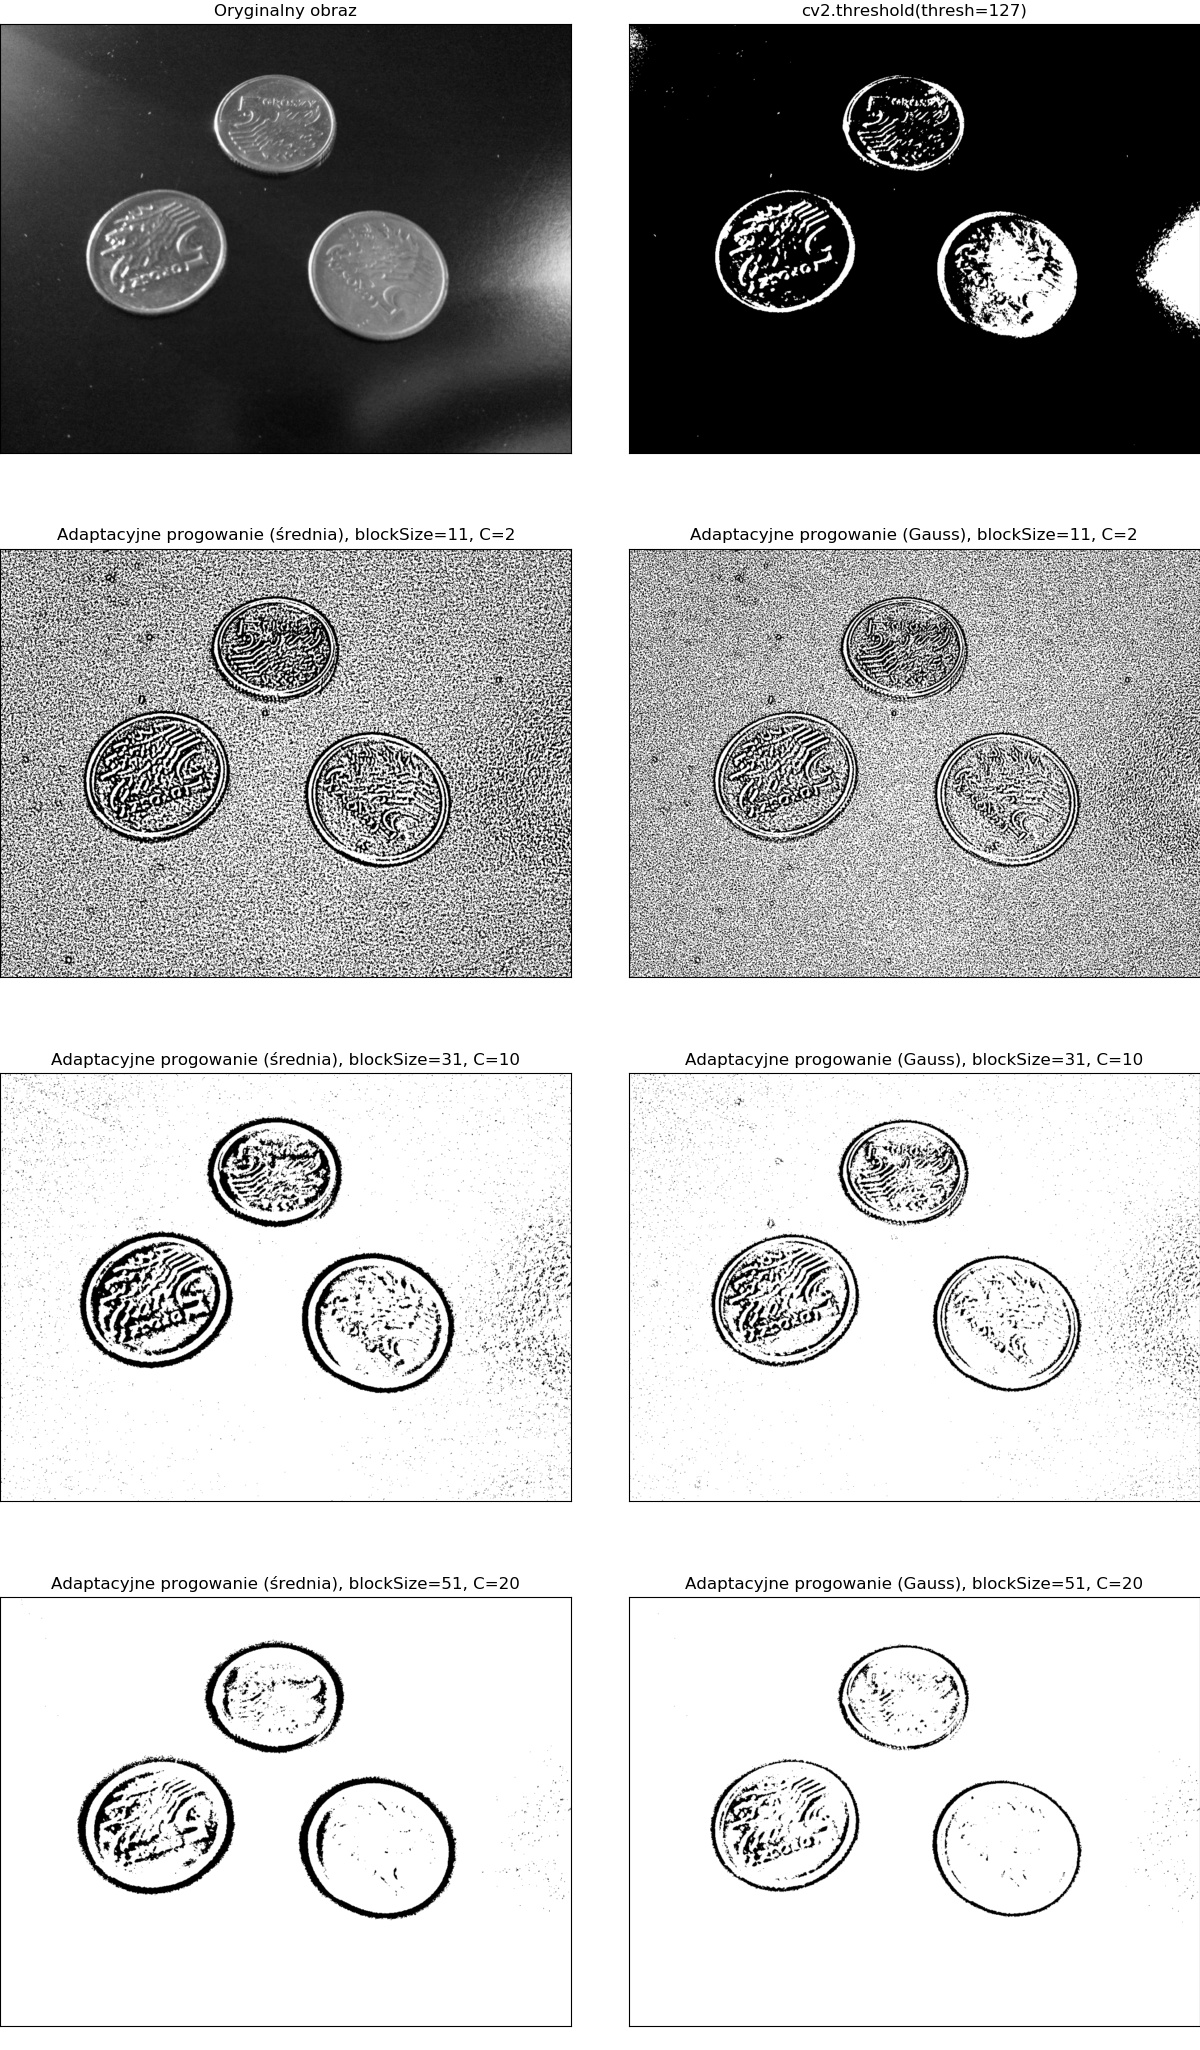 Oryginalny obraz
cv2.threshold(thresh=127)
5 GROSZY
Adaptacyjne progowanie (średnia), blockSize=11, C=2
Adaptacyjne progowanie (Gauss), blockSize=11, C=2
Adaptacyjne progowanie (średnia), blockSize=31, C=10
Adaptacyjne progowanie (Gauss), blockSize=31, C=10
Adaptacyjne progowanie (średnia), blockSize=51, C=20
Adaptacyjne progowanie (Gauss), blockSize=51, C=20